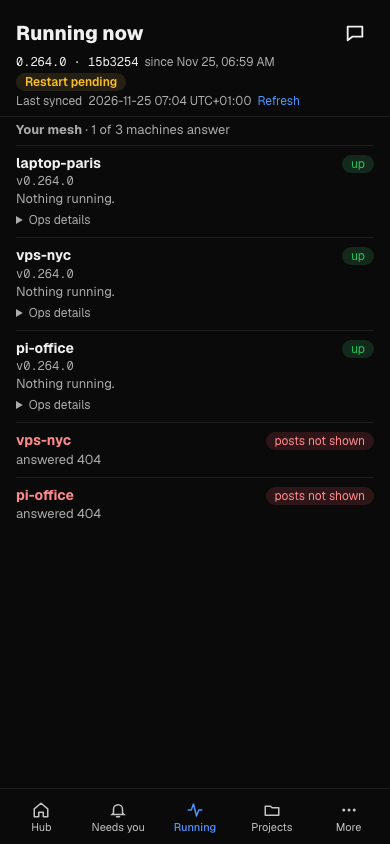 Running now
0.264.0 · 15b3254 since Nov 25, 06:59 AM
Restart pending
Last synced 2026-11-25 07:04 UTC+01:00 Refresh
Your mesh · 1 of 3 machines answer
laptop-paris up
v0.264.0
Nothing running.
Ops details
vps-nyc up
v0.264.0
Nothing running.
Ops details
pi-office up
v0.264.0
Nothing running.
Ops details
vps-nyc posts not shown
answered 404
pi-office posts not shown
answered 404
Hub Needs you Running Projects More